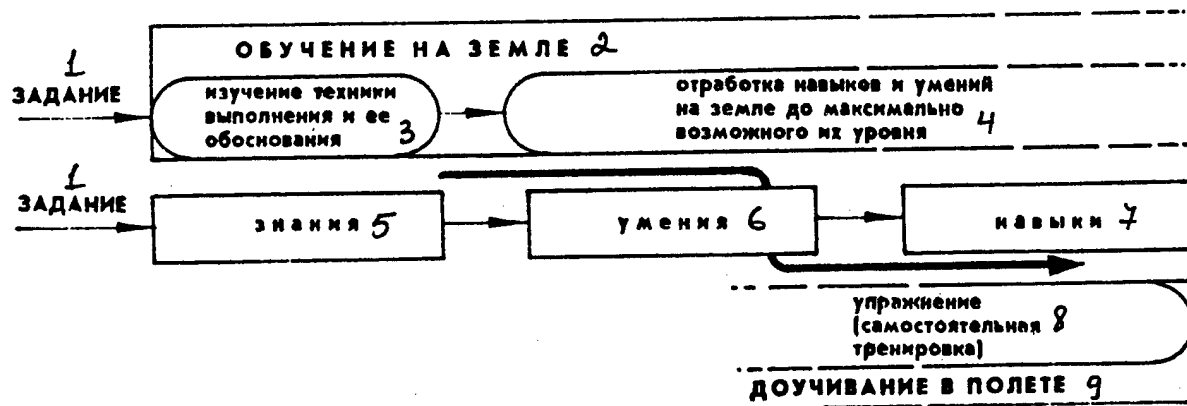 ОБУЧЕНИЕ НА ЗЕМЛЕ 2
1
ЗАДАНИЕ
изучение техники
выполнения и ее
обоснования 3
отработка навыков и умений
на земле до максимально
возможного их уровня 4
1
ЗАДАНИЕ
знания 5
умения 6
навыки 7
упражнение
(самостоятельная 8
тренировка)
ДОУЧИВАНИЕ В ПОЛЕТЕ 9